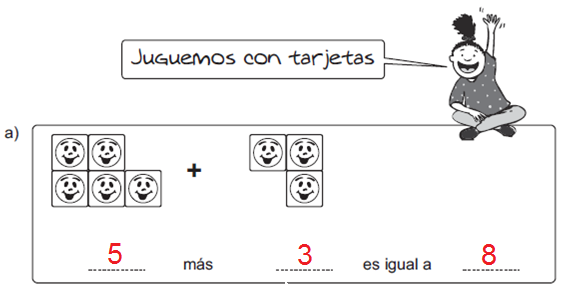 Juguemos con tarjetas
a)
+
5 más 3 es igual a 8